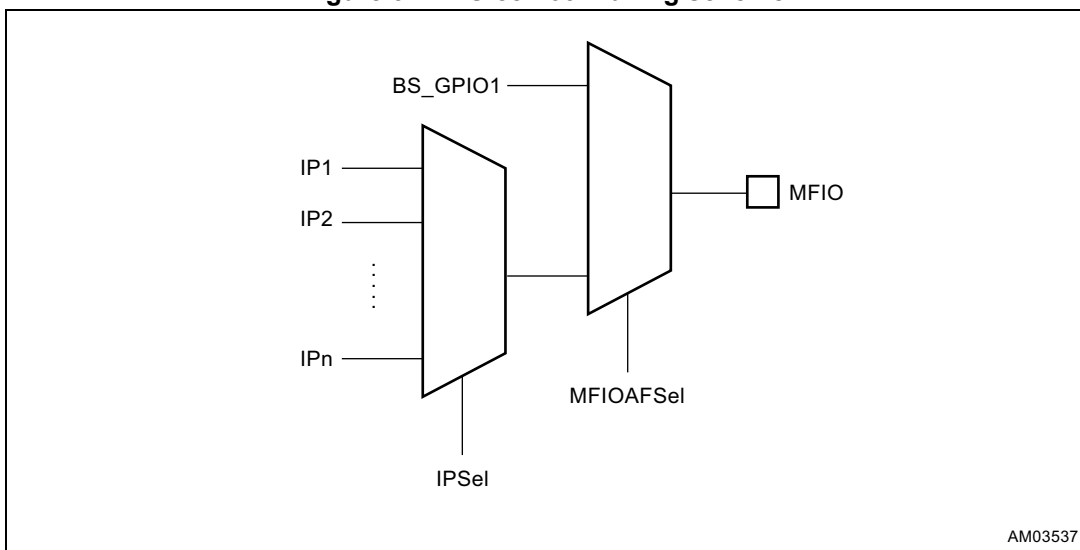 BS_GPIO1
IP1
MFIO
IP2
IPn
MFIOAFSel
IPSel
AM03537